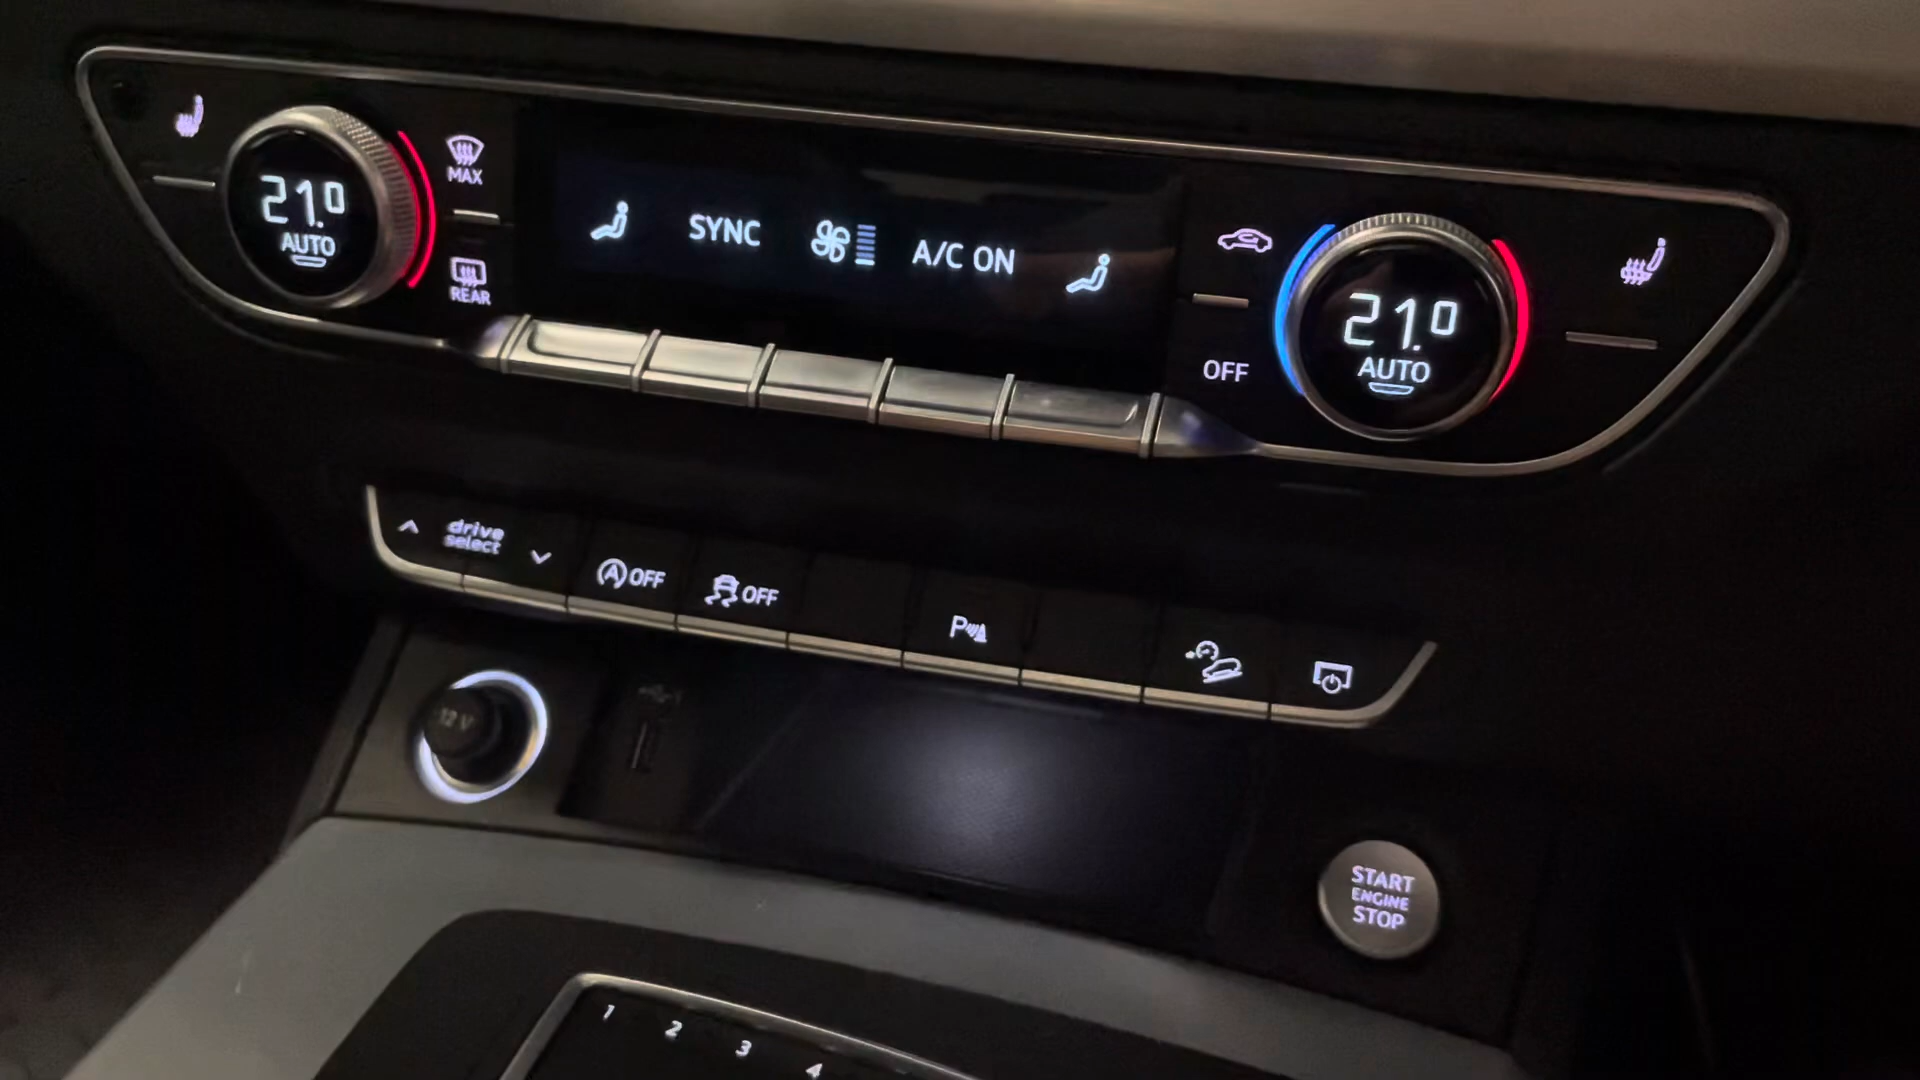 21.0
AUTO
MAX
REAR
SYNC
A/C ON
OFF
21.0
AUTO
drive
select
A OFF
OFF
P
12 V
START
ENGINE
STOP
1 2 3 4